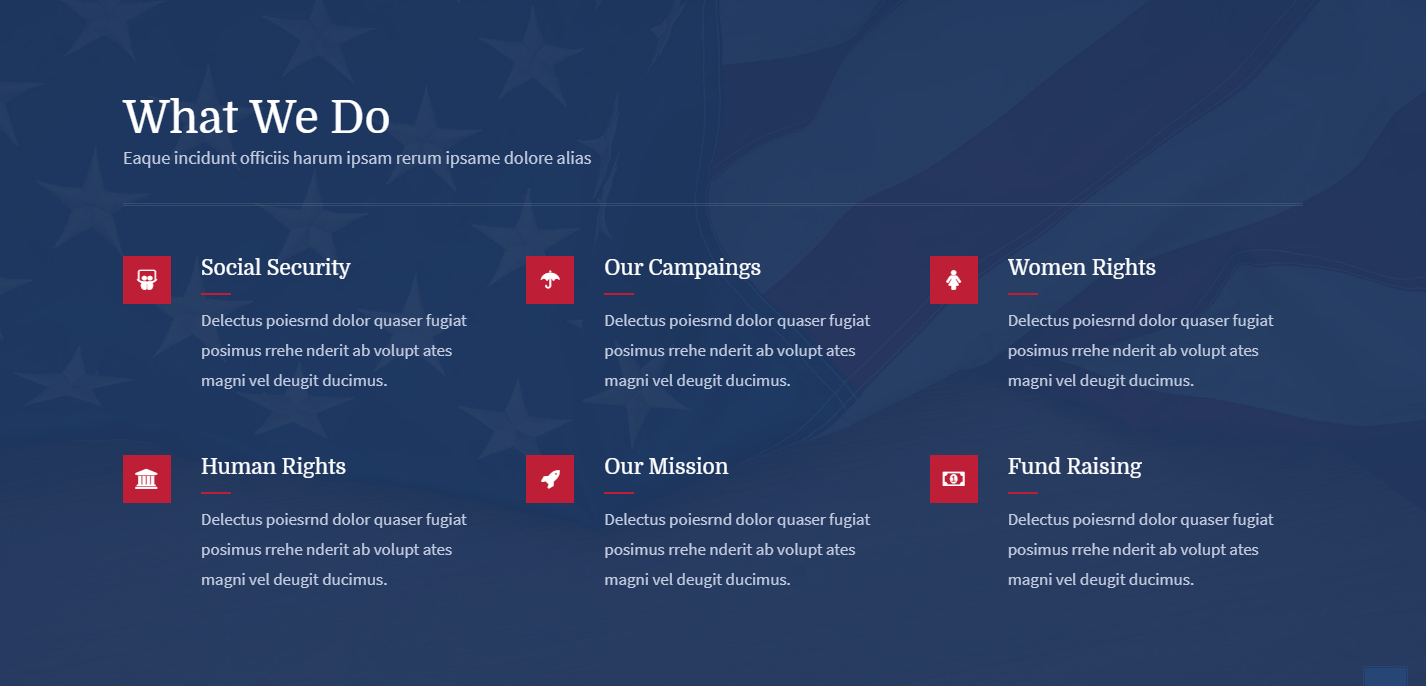 What We Do
Eaque incidunt officiis harum ipsam rerum ipsame dolore alias
Social Security
Delectus poiesrnd dolor quaser fugiat
posimus rrehe nderit ab volupt ates
magni vel deugit ducimus.
Our Campaings
Delectus poiesrnd dolor quaser fugiat
posimus rrehe nderit ab volupt ates
magni vel deugit ducimus.
Women Rights
Delectus poiesrnd dolor quaser fugiat
posimus rrehe nderit ab volupt ates
magni vel deugit ducimus.
Human Rights
Delectus poiesrnd dolor quaser fugiat
posimus rrehe nderit ab volupt ates
magni vel deugit ducimus.
Our Mission
Delectus poiesrnd dolor quaser fugiat
posimus rrehe nderit ab volupt ates
magni vel deugit ducimus.
Fund Raising
Delectus poiesrnd dolor quaser fugiat
posimus rrehe nderit ab volupt ates
magni vel deugit ducimus.